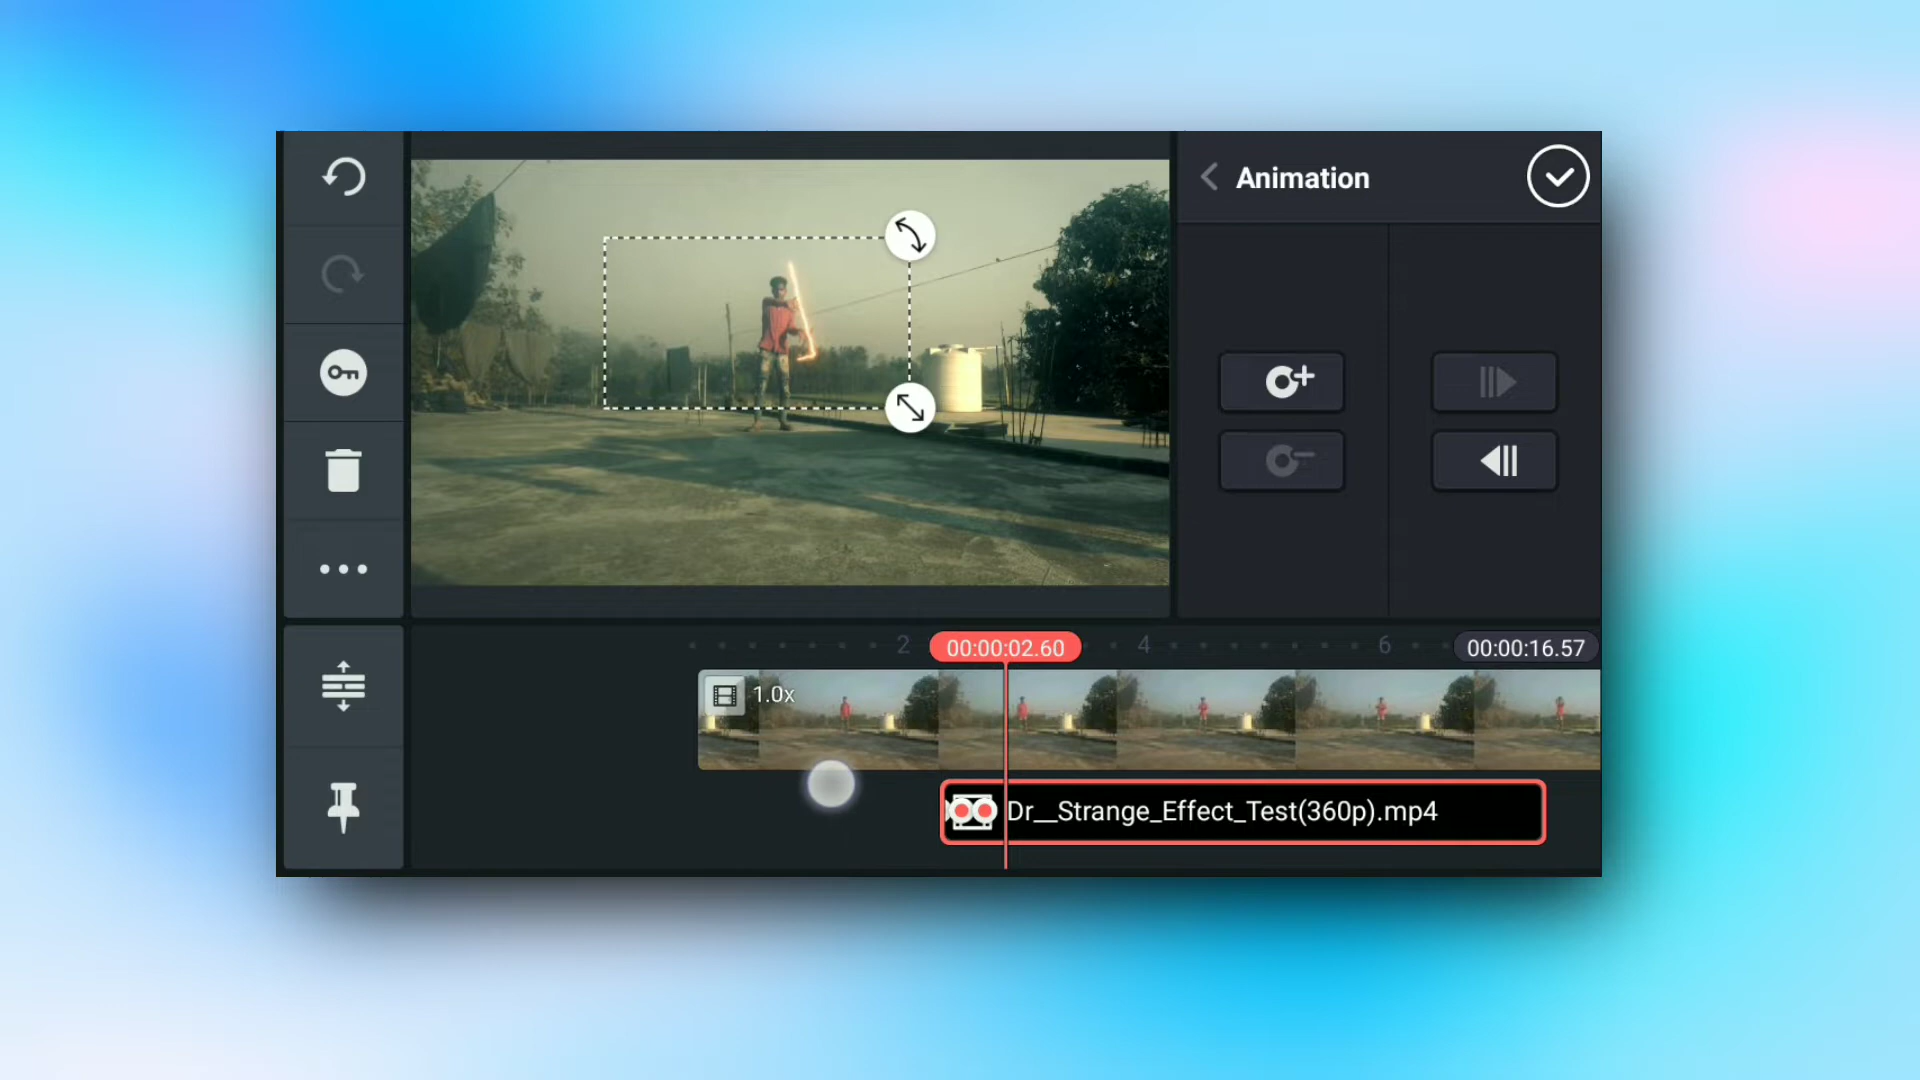 Animation
2
00:00:02.60
4
6
00:00:16.57
1.0x
Dr__Strange_Effect_Test(360p).mp4